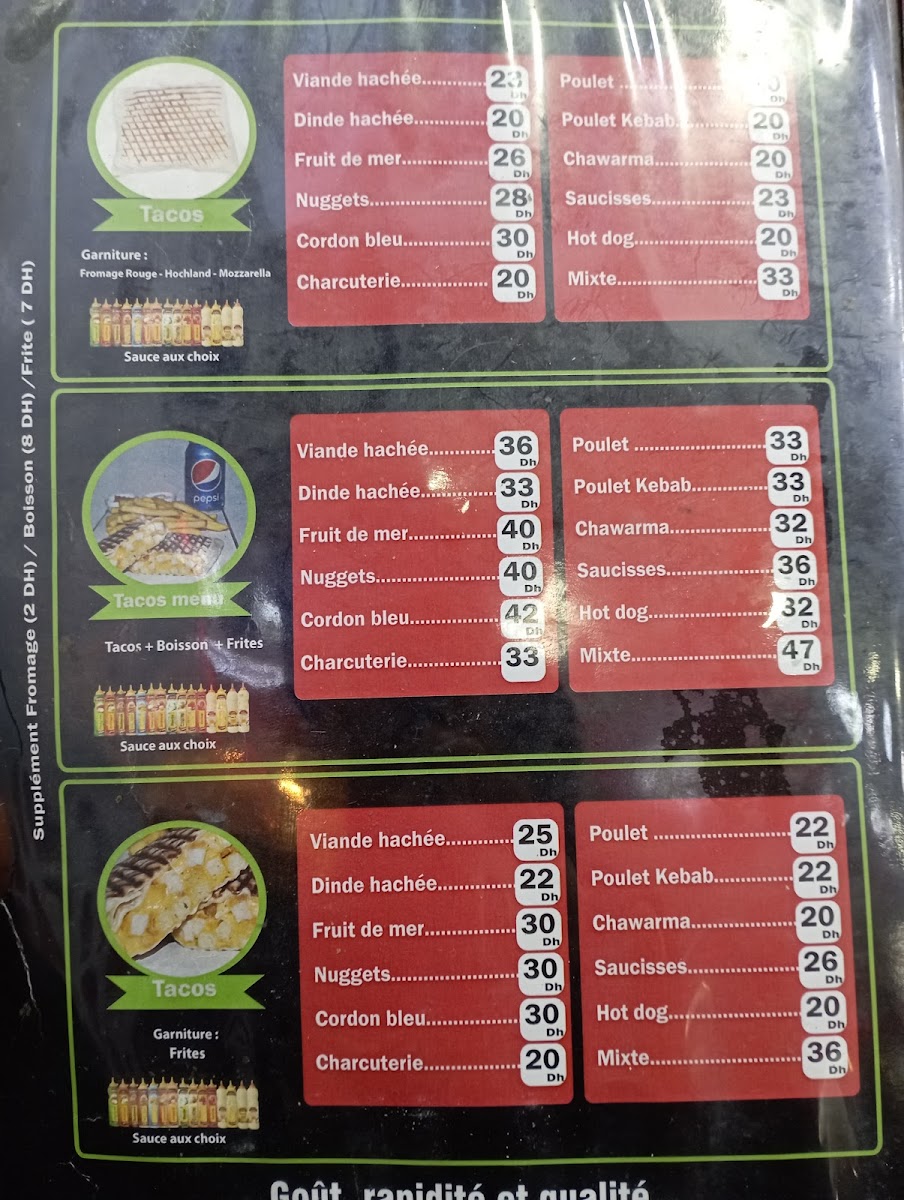 Supplément Fromage (2 DH) / Boisson (8 DH) /Frite ( 7 DH)
Tacos
Garniture :
Fromage Rouge - Hochland - Mozzarella
Sauce aux choix
Viande hachée..........23 Dh
Dinde hachée..........20 Dh
Fruit de mer..........26 Dh
Nuggets..........28 Dh
Cordon bleu..........30 Dh
Charcuterie..........20 Dh
Poulet ..........
Poulet Kebab..........20 Dh
Chawarma..........20 Dh
Saucisses..........23 Dh
Hot dog..........20 Dh
Mixte..........33 Dh
pepsi
Tacos menu
Tacos + Boisson + Frites
Sauce aux choix
Viande hachée..........36 Dh
Dinde hachée..........33 Dh
Fruit de mer..........40 Dh
Nuggets..........40 Dh
Cordon bleu..........42 Dh
Charcuterie..........33
Poulet ..........33 Dh
Poulet Kebab..........33 Dh
Chawarma..........32 Dh
Saucisses..........36 Dh
Hot dog..........32 Dh
Mixte..........47 Dh
Tacos
Garniture :
Frites
Sauce aux choix
Viande hachée..........25 Dh
Dinde hachée..........22 Dh
Fruit de mer..........30 Dh
Nuggets..........30 Dh
Cordon bleu..........30 Dh
Charcuterie..........20 Dh
Poulet ..........22 Dh
Poulet Kebab..........22 Dh
Chawarma..........20 Dh
Saucisses..........26 Dh
Hot dog..........20 Dh
Mixte..........36 Dh
Goût, rapidité et qualité